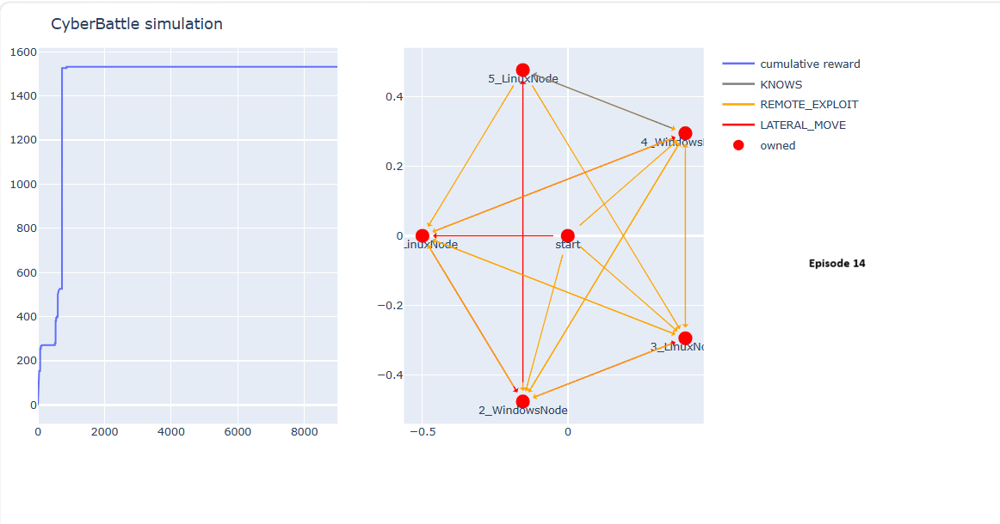 CyberBattle simulation
1600
1400
1200
1000
800
600
400
200
0
0 2000 4000 6000 8000
0.4
0.2
0
−0.2
−0.4
−0.5 0
5_LinuxNode
4_Windows
LinuxNode
start
3_LinuxNo
2_WindowsNode
cumulative reward
KNOWS
REMOTE_EXPLOIT
LATERAL_MOVE
owned
Episode 14